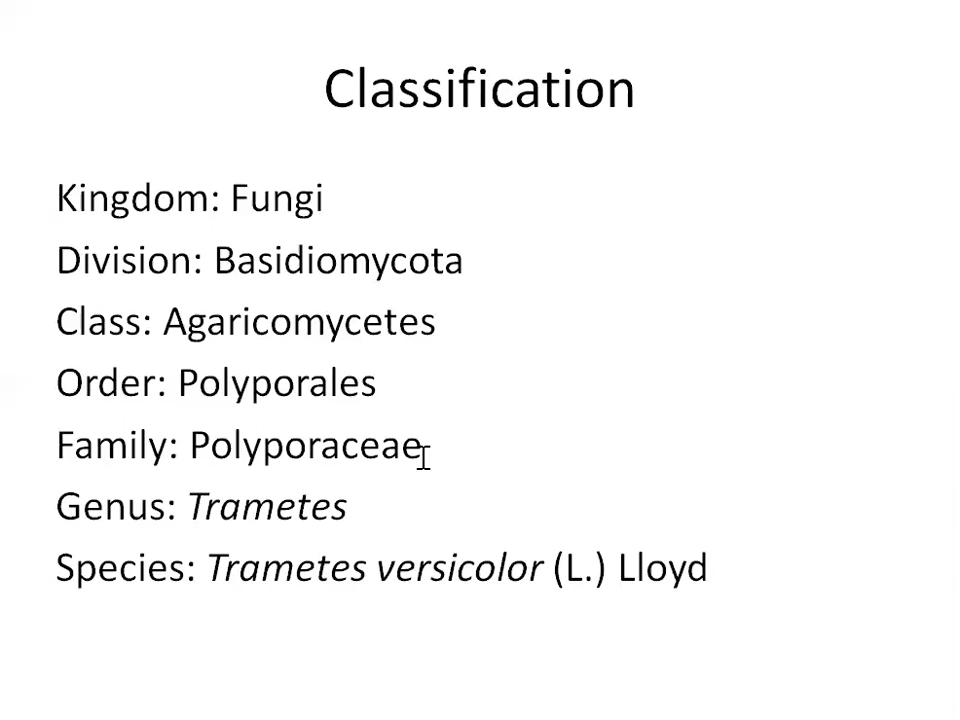 Classification
Kingdom: Fungi
Division: Basidiomycota
Class: Agaricomycetes
Order: Polyporales
Family: Polyporaceae
Genus: Trametes
Species: Trametes versicolor (L.) Lloyd